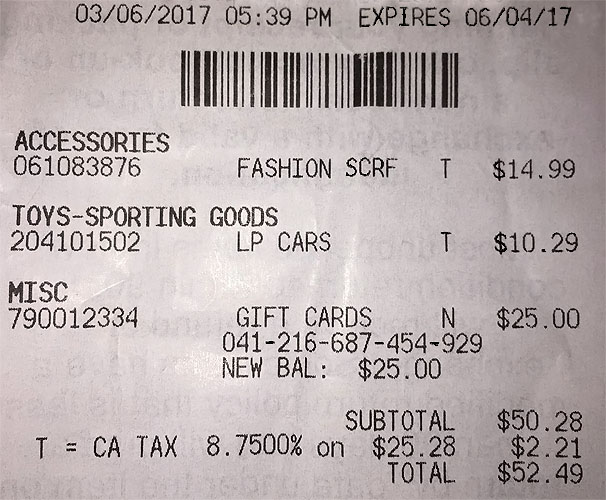 03/06/2017 05:39 PM EXPIRES 06/04/17
ACCESSORIES
061083876 FASHION SCRF T $14.99
TOYS-SPORTING GOODS
204101502 LP CARS T $10.29
MISC
790012334 GIFT CARDS N $25.00
041-216-687-454-929
NEW BAL: $25.00
SUBTOTAL $50.28
T = CA TAX 8.7500% on $25.28 $2.21
TOTAL $52.49